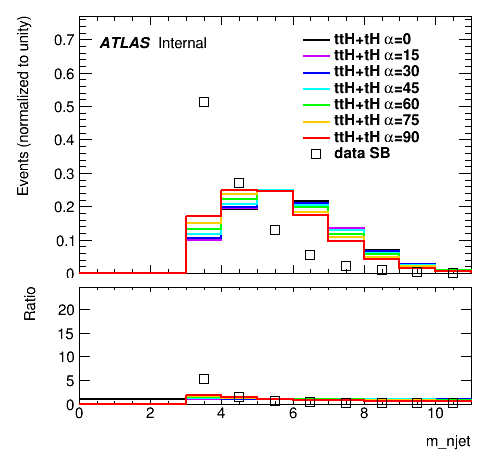 0.7
0.6
0.5
0.4
0.3
0.2
0.1
0
Events (normalized to unity)
ATLAS Internal
ttH+tH α=0
ttH+tH α=15
ttH+tH α=30
ttH+tH α=45
ttH+tH α=60
ttH+tH α=75
ttH+tH α=90
data SB
Ratio
20
15
10
5
0
0 2 4 6 8 10
m_njet